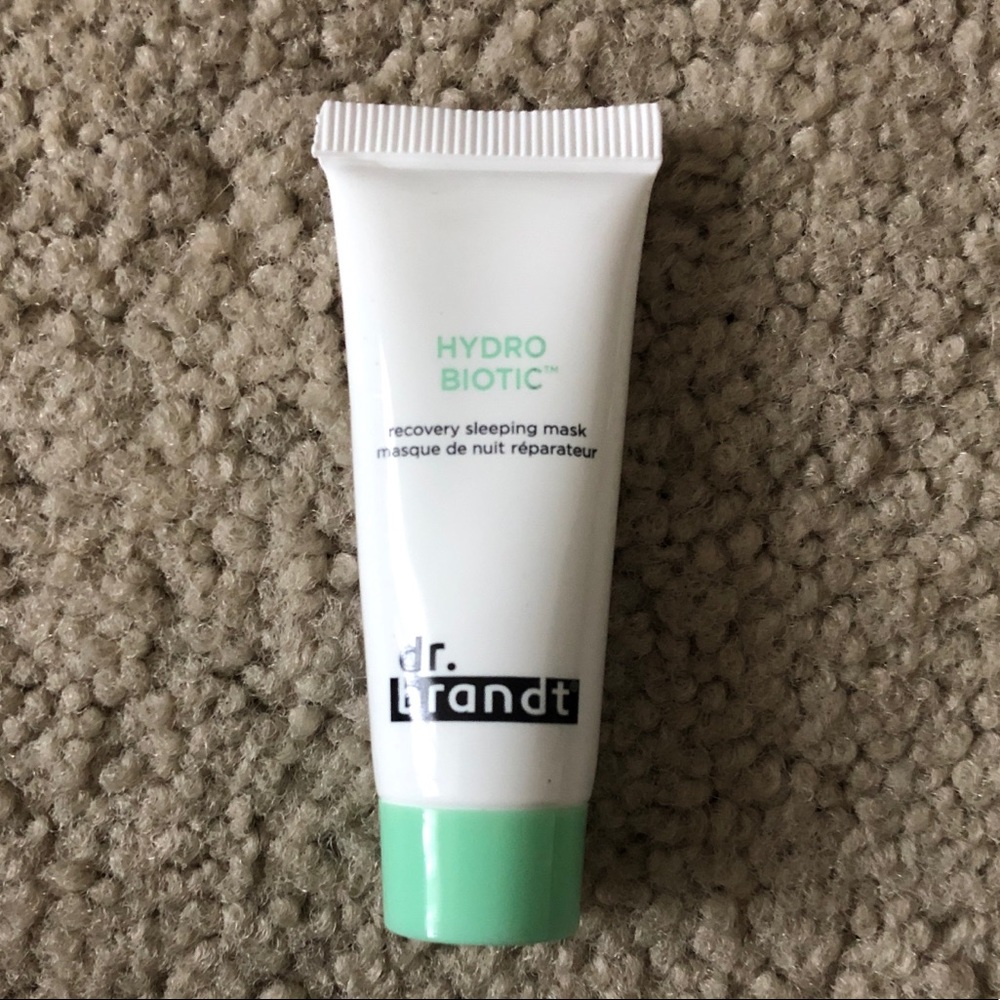 HYDRO
BIOTIC™
recovery sleeping mask
masque de nuit réparateur
dr.
brandt